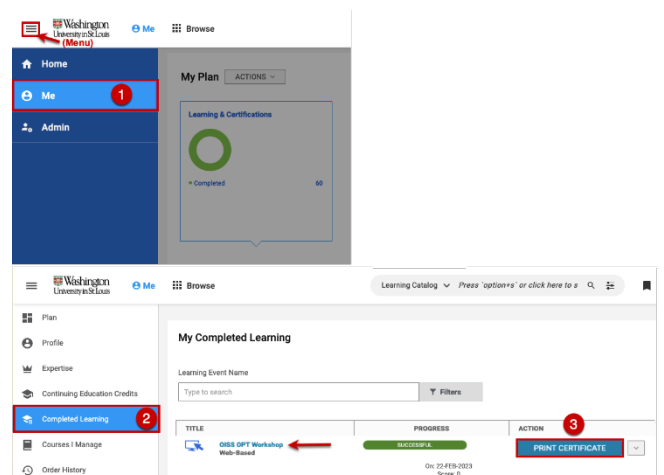 Washington
University in St. Louis
Me
Browse
(Menu)
Home
Me
1
Admin
My Plan
ACTIONS
Learning & Certifications
Completed
60
Washington
University in St. Louis
Me
Browse
Learning Catalog
Press `option+s` or click here to s
Plan
Profile
Expertise
Continuing Education Credits
Completed Learning
2
Courses I Manage
Order History
My Completed Learning
Learning Event Name
Type to search
Filters
TITLE
PROGRESS
ACTION
3
OISS OPT Workshop
Web-Based
SUCCESSFUL
PRINT CERTIFICATE
On: 22-FEB-2023
Score: 0